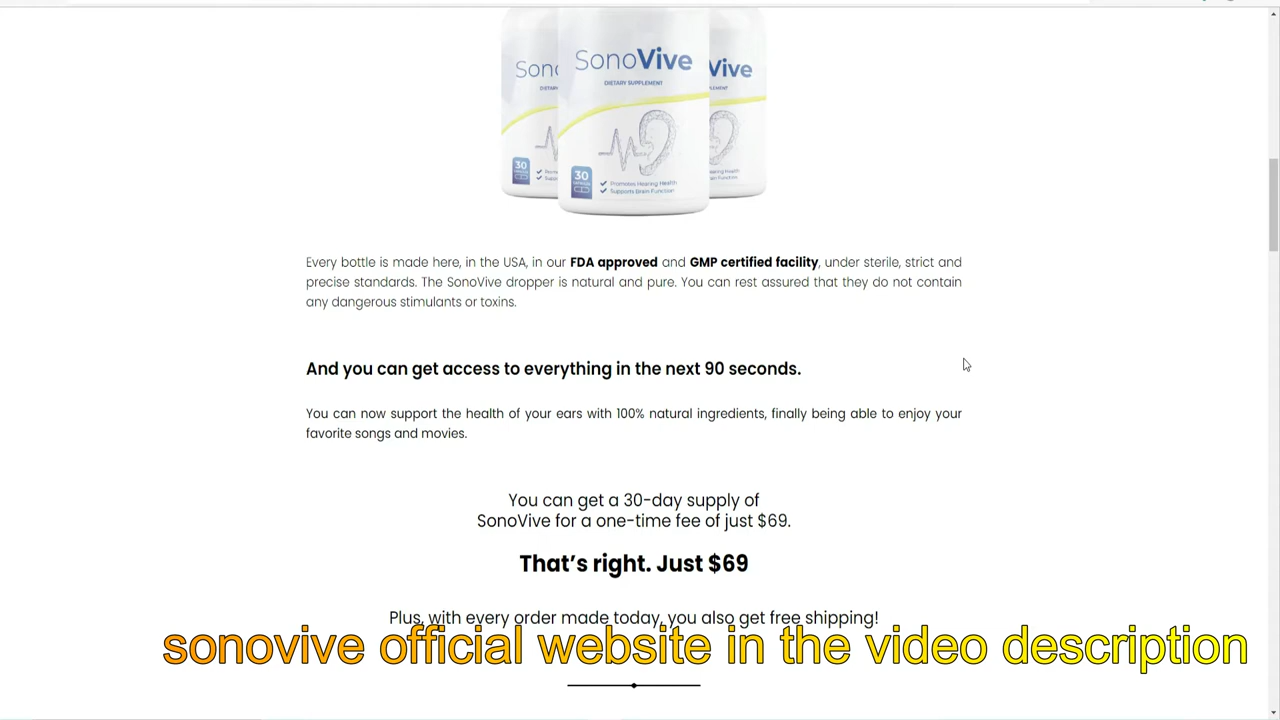 SonoVive
Vive
DIETARY SUPPLEMENT
30
30
Promotes Hearing Health
Supports Brain Function
Every bottle is made here, in the USA, in our FDA approved and GMP certified facility, under sterile, strict and
precise standards. The SonoVive dropper is natural and pure. You can rest assured that they do not contain
any dangerous stimulants or toxins.
And you can get access to everything in the next 90 seconds.
You can now support the health of your ears with 100% natural ingredients, finally being able to enjoy your
favorite songs and movies.
You can get a 30-day supply of
SonoVive for a one-time fee of just $69.
That's right. Just $69
Plus, with every order made today, you also get free shipping!
sonovive official website in the video description